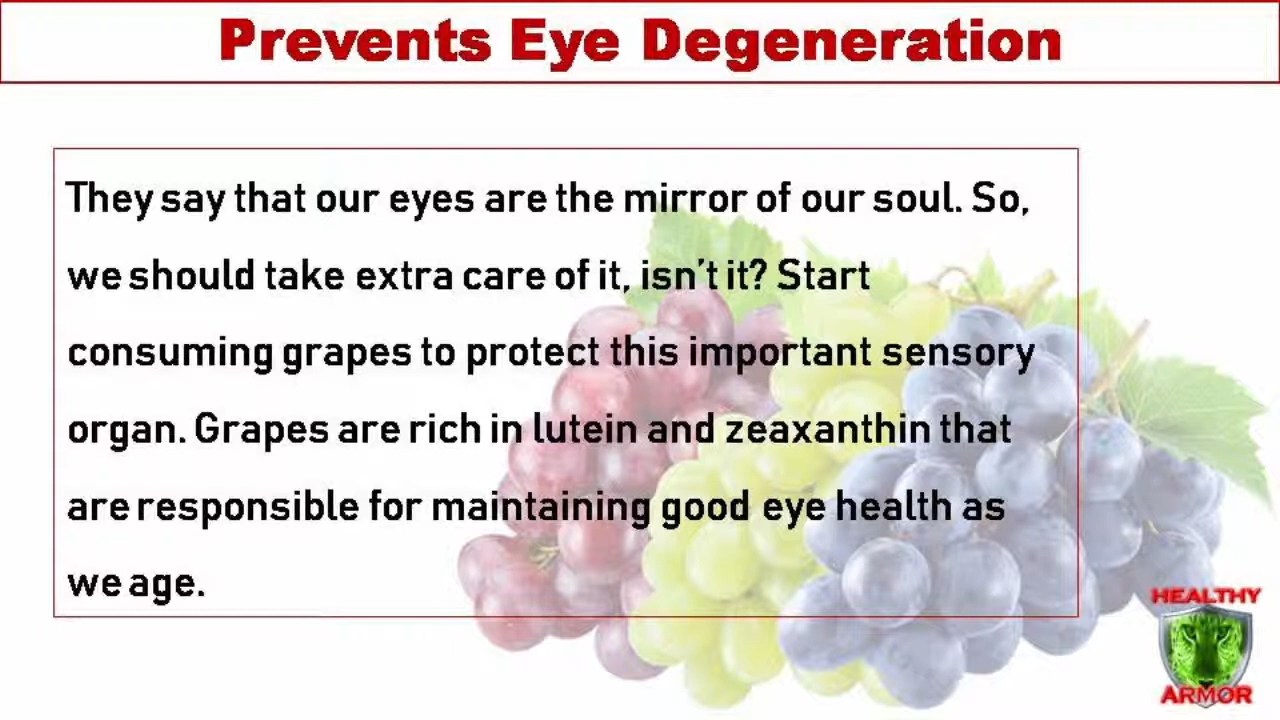 Prevents Eye Degeneration
They say that our eyes are the mirror of our soul. So,
we should take extra care of it, isn't it? Start
consuming grapes to protect this important sensory
organ. Grapes are rich in lutein and zeaxanthin that
are responsible for maintaining good eye health as
we age.
HEALTHY
ARMOR